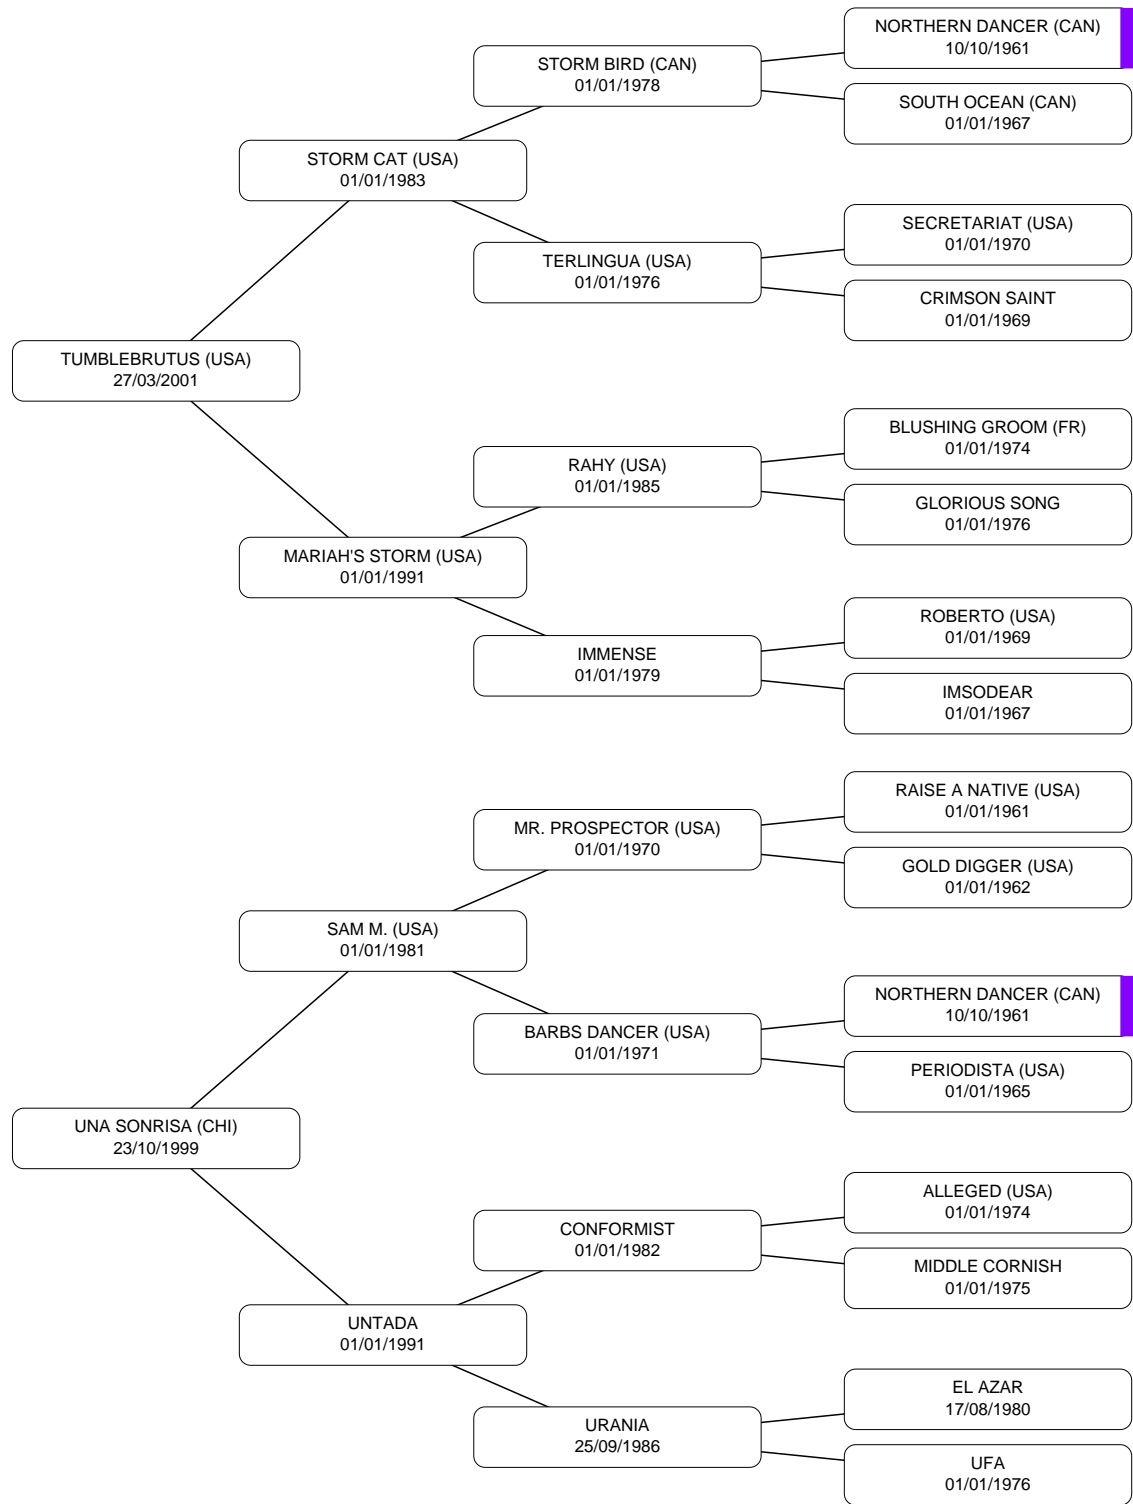 NORTHERN DANCER (CAN)
10/10/1961
STORM BIRD (CAN)
01/01/1978
SOUTH OCEAN (CAN)
01/01/1967
STORM CAT (USA)
01/01/1983
SECRETARIAT (USA)
01/01/1970
TERLINGUA (USA)
01/01/1976
CRIMSON SAINT
01/01/1969
TUMBLEBRUTUS (USA)
27/03/2001
BLUSHING GROOM (FR)
01/01/1974
RAHY (USA)
01/01/1985
GLORIOUS SONG
01/01/1976
MARIAH'S STORM (USA)
01/01/1991
ROBERTO (USA)
01/01/1969
IMMENSE
01/01/1979
IMSODEAR
01/01/1967
RAISE A NATIVE (USA)
01/01/1961
MR. PROSPECTOR (USA)
01/01/1970
GOLD DIGGER (USA)
01/01/1962
SAM M. (USA)
01/01/1981
NORTHERN DANCER (CAN)
10/10/1961
BARBS DANCER (USA)
01/01/1971
PERIODISTA (USA)
01/01/1965
UNA SONRISA (CHI)
23/10/1999
ALLEGED (USA)
01/01/1974
CONFORMIST
01/01/1982
MIDDLE CORNISH
01/01/1975
UNTADA
01/01/1991
EL AZAR
17/08/1980
URANIA
25/09/1986
UFA
01/01/1976